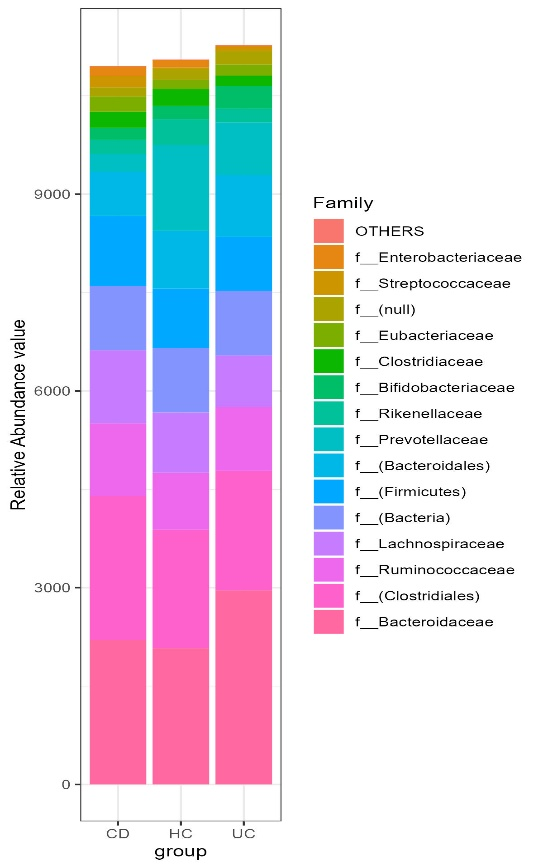 Relative Abundance value
9000
6000
3000
0
CD HC UC
group
Family
OTHERS
f__Enterobacteriaceae
f__Streptococcaceae
f__(null)
f__Eubacteriaceae
f__Clostridiaceae
f__Bifidobacteriaceae
f__Rikenellaceae
f__Prevotellaceae
f__(Bacteroidales)
f__(Firmicutes)
f__(Bacteria)
f__Lachnospiraceae
f__Ruminococcaceae
f__(Clostridiales)
f__Bacteroidaceae